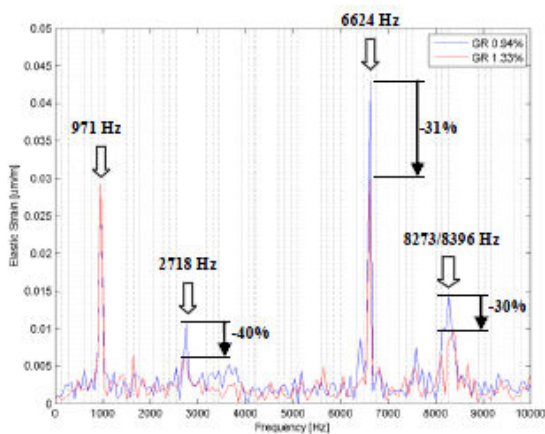 6624 Hz
0.05
GR 0.94%
GR 1.33%
0.045
0.04
971 Hz
-31%
0.035
0.03
8273/8396 Hz
0.025
2718 Hz
0.02
0.015
-30%
-40%
0.01
0.005
0
0 1000 2000 3000 4000 5000 6000 7000 8000 9000 10000
Frequency [Hz]
Elastic Strain [µm/m]